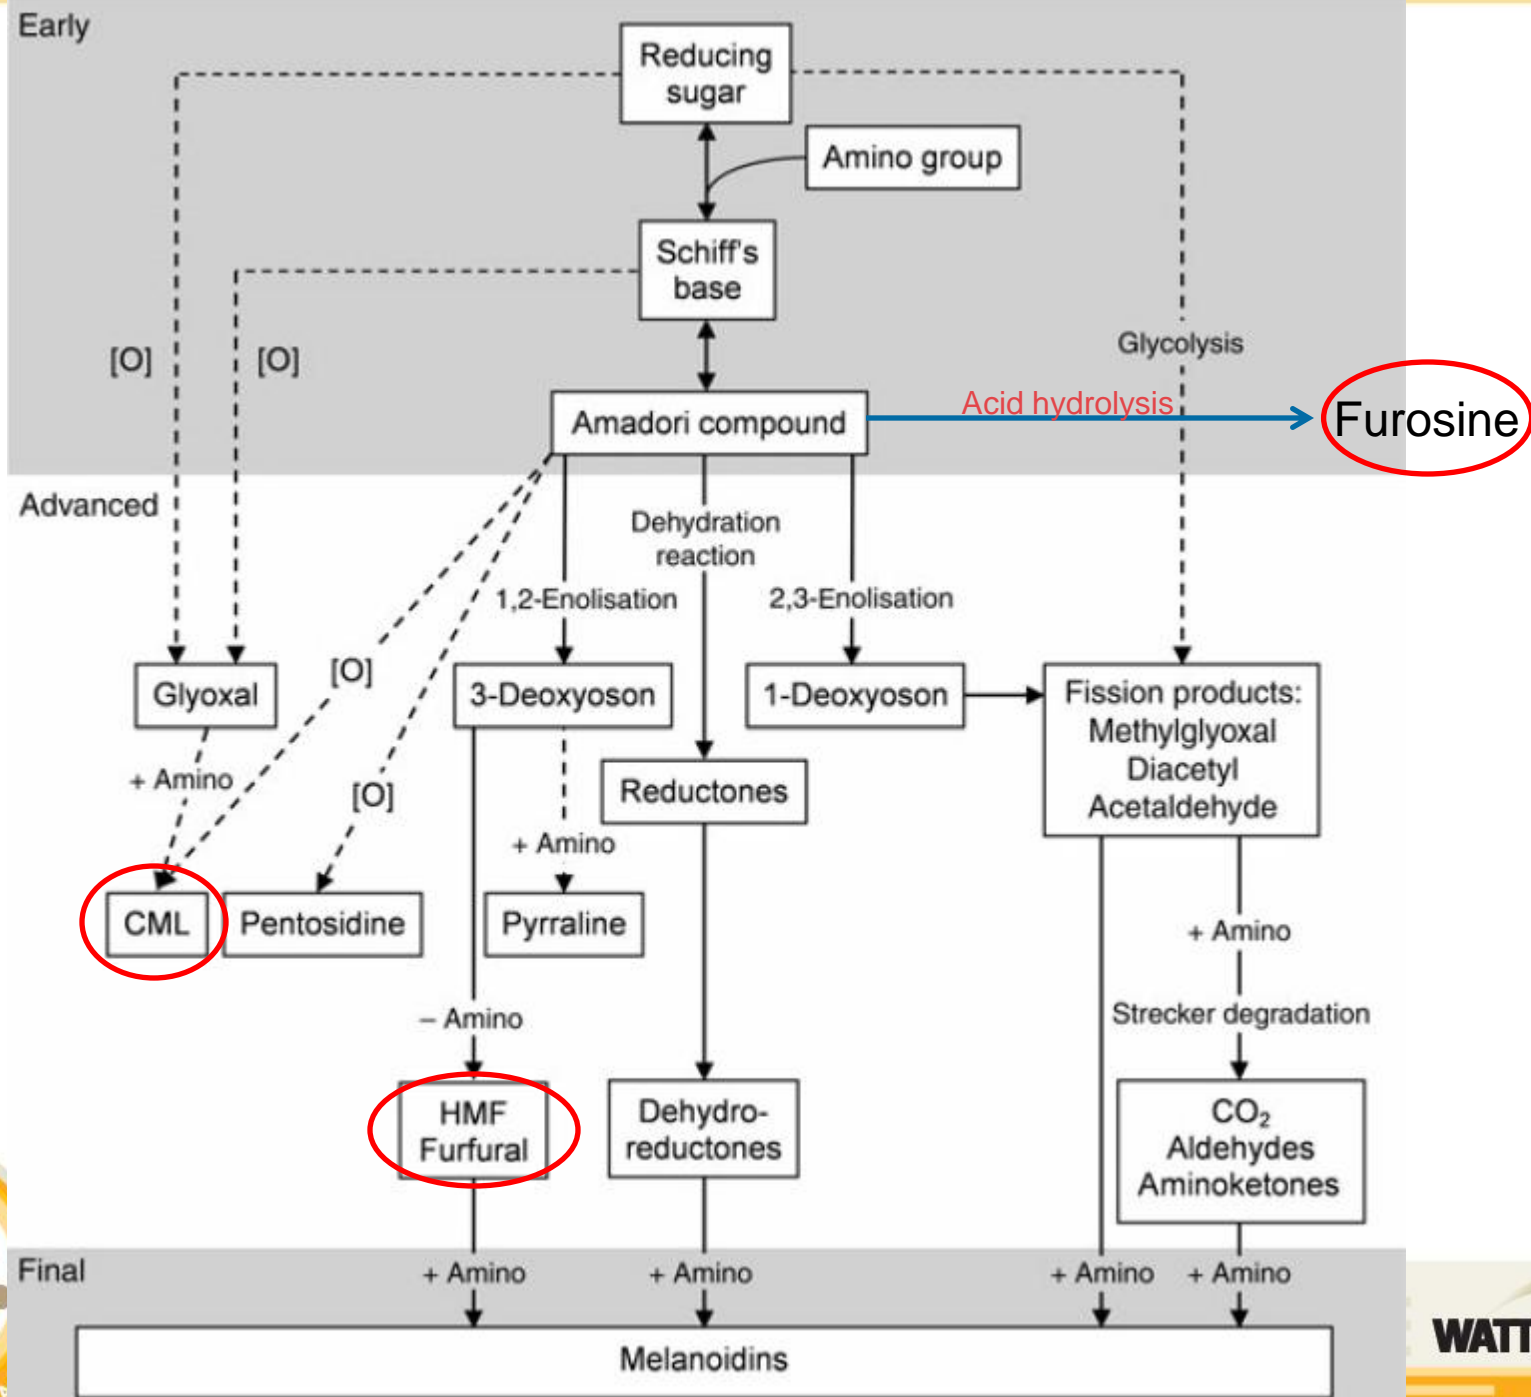 Early
Reducing
sugar
Amino group
Schiff's
base
[O]
[O]
Glycolysis
Acid hydrolysis
Amadori compound
Furosine
Advanced
Dehydration
reaction
1,2-Enolisation
2,3-Enolisation
[O]
Glyoxal
3-Deoxyoson
1-Deoxyoson
Fission products:
Methylglyoxal
Diacetyl
Acetaldehyde
+ Amino
[O]
Reductones
+ Amino
CML
Pentosidine
Pyrraline
+ Amino
– Amino
Strecker degradation
HMF
Furfural
Dehydro-
reductones
CO₂
Aldehydes
Aminoketones
Final
+ Amino
+ Amino
+ Amino
+ Amino
WATT
Melanoidins